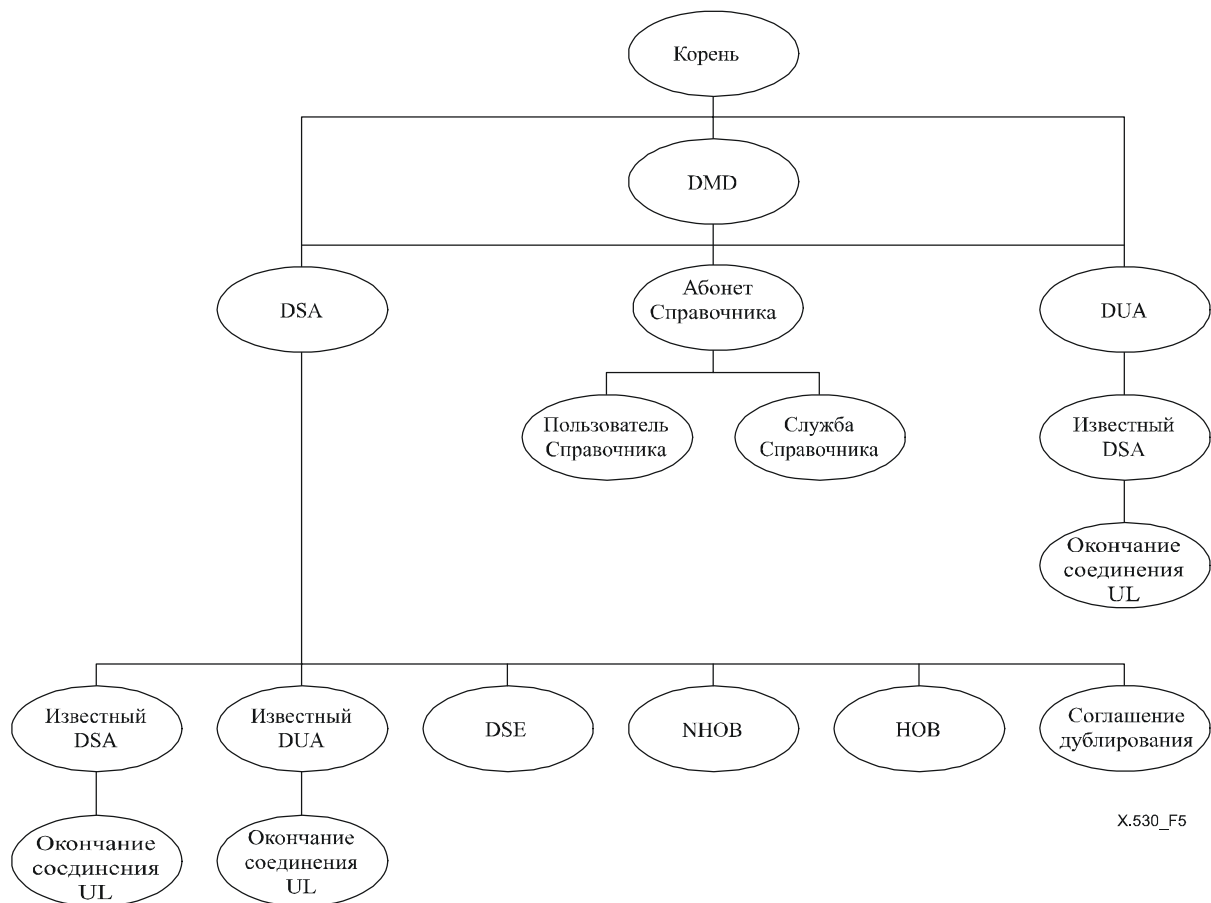 Корень
DMD
DSA
Абонет
Справочника
DUA
Пользователь
Справочника
Служба
Справочника
Известный
DSA
Окончание
соединения
UL
Известный
DSA
Известный
DUA
DSE
NHOB
HOB
Соглашение
дублирования
Окончание
соединения
UL
Окончание
соединения
UL
X.530_F5